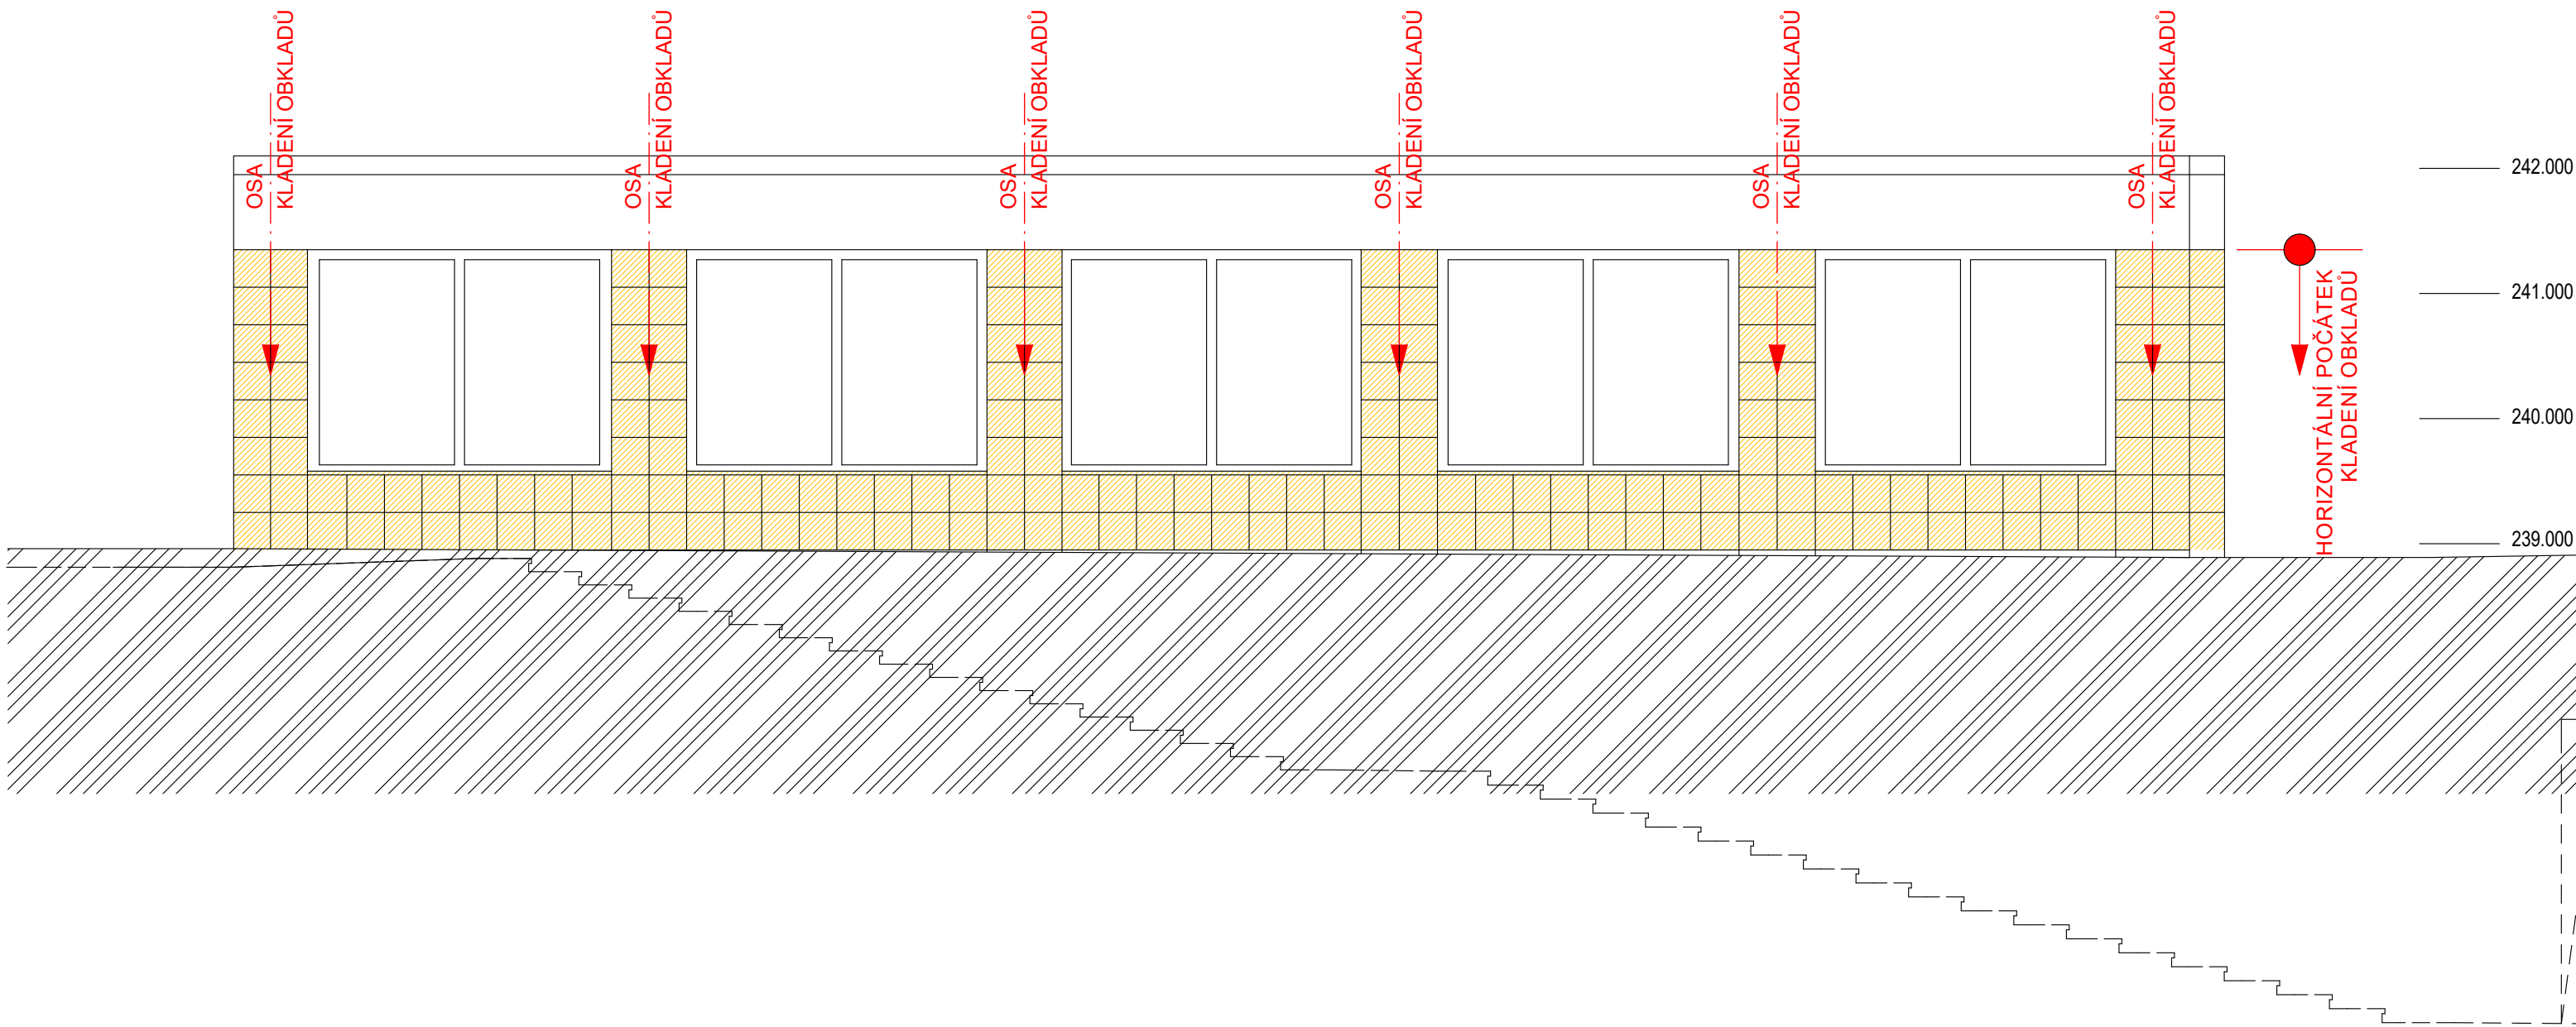 OSA
KLADENÍ OBKLADŮ
OSA
KLADENÍ OBKLADŮ
OSA
KLADENÍ OBKLADŮ
OSA
KLADENÍ OBKLADŮ
OSA
KLADENÍ OBKLADŮ
OSA
KLADENÍ OBKLADŮ
HORIZONTÁLNÍ POČÁTEK
KLADENÍ OBKLADŮ
242.000
241.000
240.000
239.000